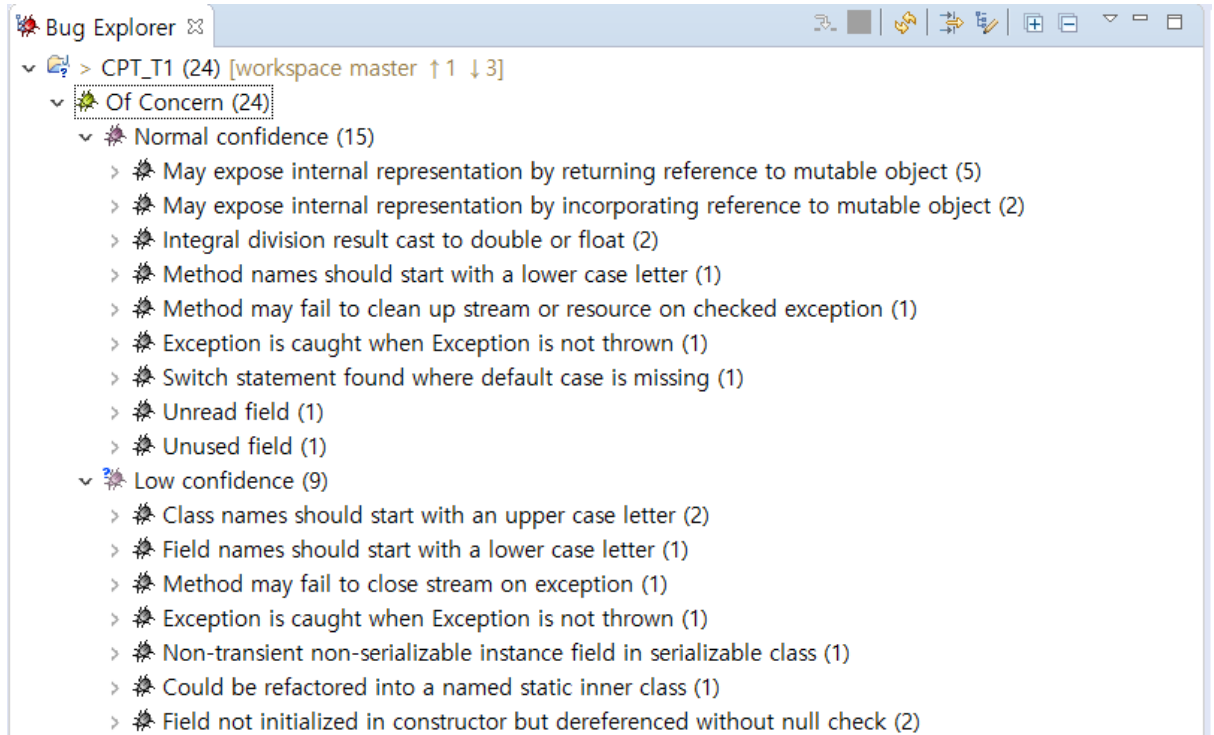 Bug Explorer
> CPT_T1 (24) [workspace master ↑1 ↓3]
Of Concern (24)
Normal confidence (15)
May expose internal representation by returning reference to mutable object (5)
May expose internal representation by incorporating reference to mutable object (2)
Integral division result cast to double or float (2)
Method names should start with a lower case letter (1)
Method may fail to clean up stream or resource on checked exception (1)
Exception is caught when Exception is not thrown (1)
Switch statement found where default case is missing (1)
Unread field (1)
Unused field (1)
Low confidence (9)
Class names should start with an upper case letter (2)
Field names should start with a lower case letter (1)
Method may fail to close stream on exception (1)
Exception is caught when Exception is not thrown (1)
Non-transient non-serializable instance field in serializable class (1)
Could be refactored into a named static inner class (1)
Field not initialized in constructor but dereferenced without null check (2)